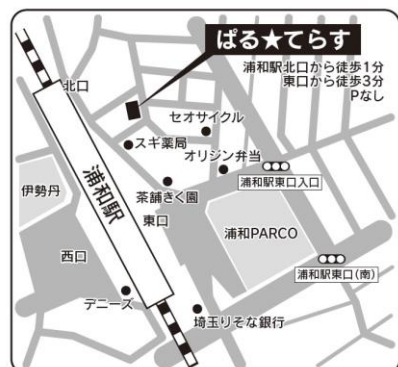 ぱる★てらす
浦和駅北口から徒歩1分
東口から徒歩3分
Pなし
北口
セオサイクル
スギ薬局
オリジン弁当
浦和駅東口入口
伊勢丹
浦和駅
茶舗きく園
東口
浦和PARCO
西口
浦和駅東口(南)
デニーズ
埼玉りそな銀行